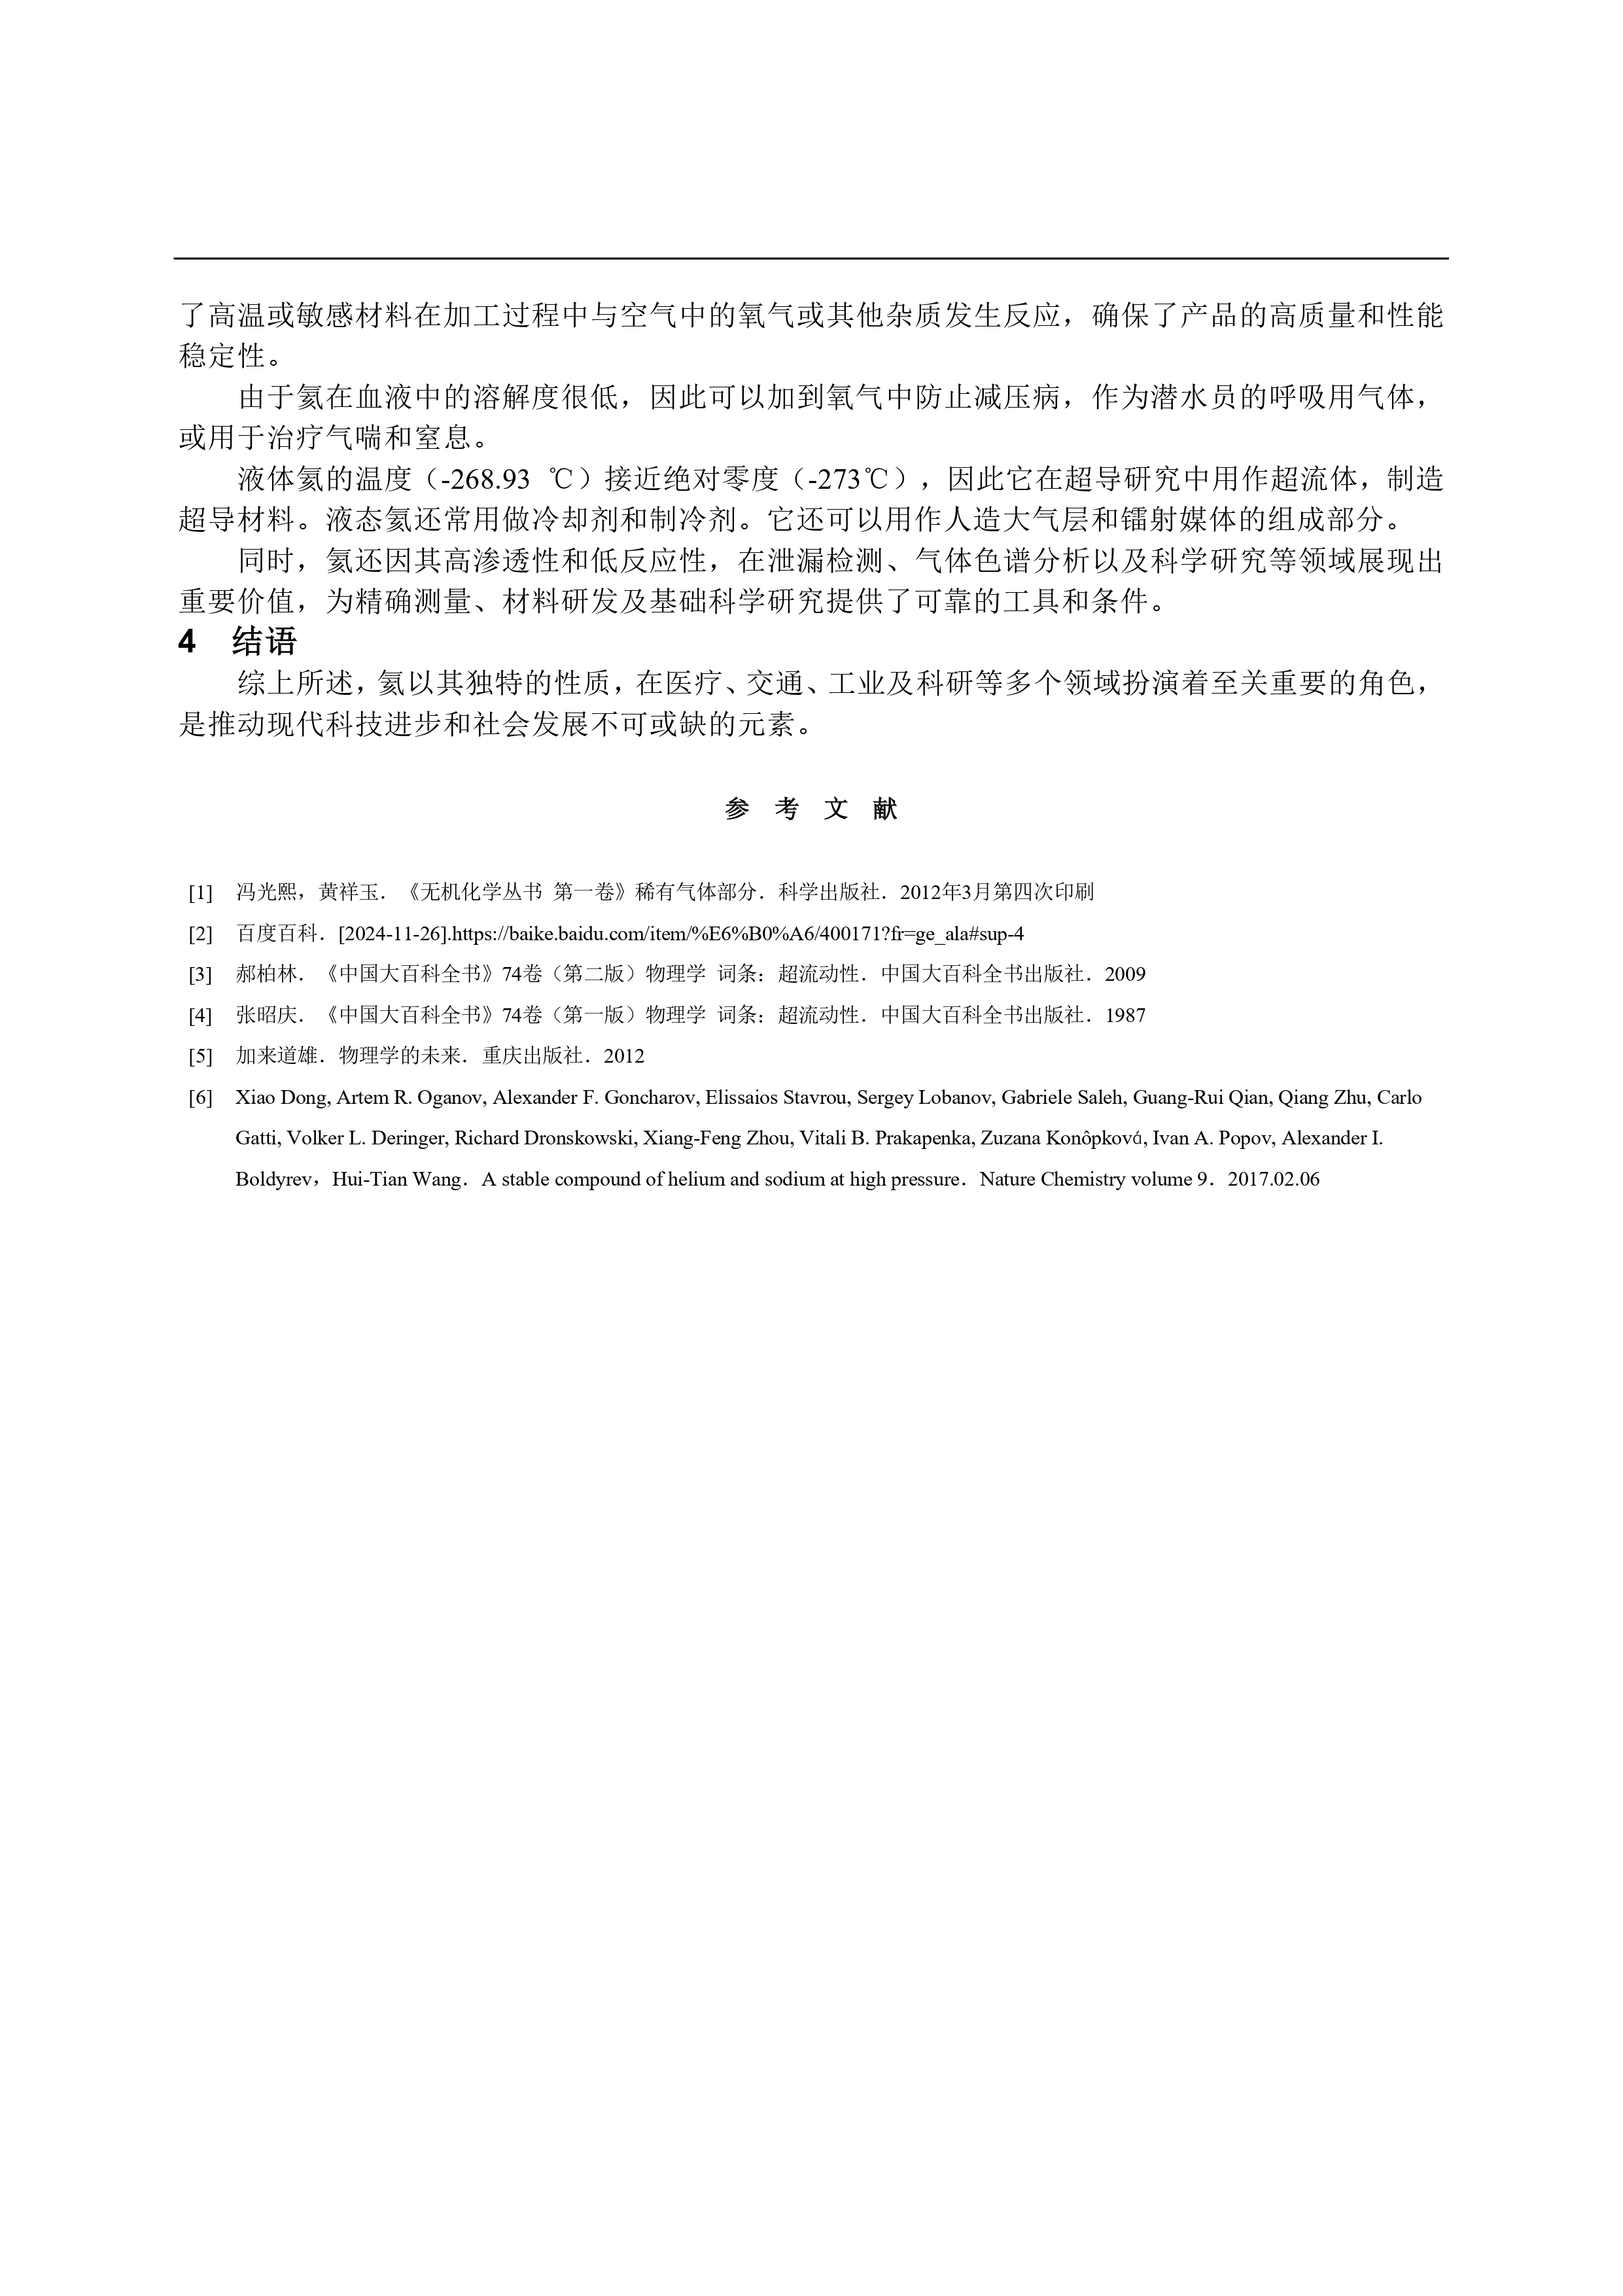 了高温或敏感材料在加工过程中与空气中的氧气或其他杂质发生反应，确保了产品的高质量和性能
稳定性。
由于氦在血液中的溶解度很低，因此可以加到氧气中防止减压病，作为潜水员的呼吸用气体，
或用于治疗气喘和窒息。
液体氦的温度（-268.93 ℃）接近绝对零度（-273℃），因此它在超导研究中用作超流体，制造
超导材料。液态氦还常用做冷却剂和制冷剂。它还可以用作人造大气层和镭射媒体的组成部分。
同时，氦还因其高渗透性和低反应性，在泄漏检测、气体色谱分析以及科学研究等领域展现出
重要价值，为精确测量、材料研发及基础科学研究提供了可靠的工具和条件。
4 结语
综上所述，氦以其独特的性质，在医疗、交通、工业及科研等多个领域扮演着至关重要的角色，
是推动现代科技进步和社会发展不可或缺的元素。
参 考 文 献
[1] 冯光熙，黄祥玉．《无机化学丛书 第一卷》稀有气体部分．科学出版社．2012年3月第四次印刷
[2] 百度百科．[2024-11-26].https://baike.baidu.com/item/%E6%B0%A6/400171?fr=ge_ala#sup-4
[3] 郝柏林．《中国大百科全书》74卷（第二版）物理学 词条：超流动性．中国大百科全书出版社．2009
[4] 张昭庆．《中国大百科全书》74卷（第一版）物理学 词条：超流动性．中国大百科全书出版社．1987
[5] 加来道雄．物理学的未来．重庆出版社．2012
[6] Xiao Dong, Artem R. Oganov, Alexander F. Goncharov, Elissaios Stavrou, Sergey Lobanov, Gabriele Saleh, Guang-Rui Qian, Qiang Zhu, Carlo
Gatti, Volker L. Deringer, Richard Dronskowski, Xiang-Feng Zhou, Vitali B. Prakapenka, Zuzana Konôpková, Ivan A. Popov, Alexander I.
Boldyrev，Hui-Tian Wang．A stable compound of helium and sodium at high pressure．Nature Chemistry volume 9．2017.02.06